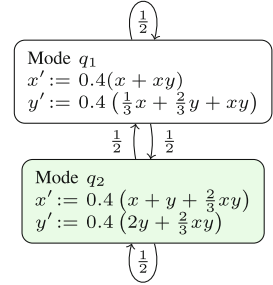 1/2
Mode q₁
x′ := 0.4(x + xy)
y′ := 0.4 (1/3 x + 2/3 y + xy)
1/2 1/2
Mode q₂
x′ := 0.4 (x + y + 2/3 xy)
y′ := 0.4 (2y + 2/3 xy)
1/2